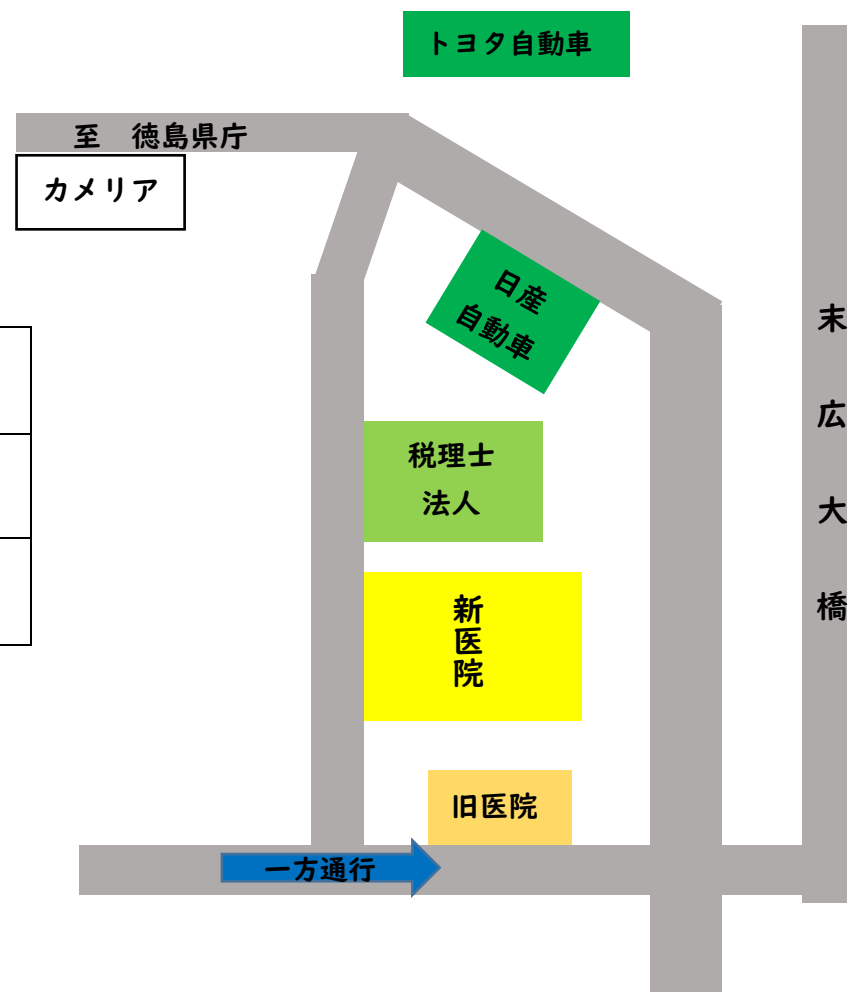 トヨタ自動車
至　徳島県庁
カメリア
日産
自動車
末広大橋
税理士
法人
新医院
旧医院
一方通行